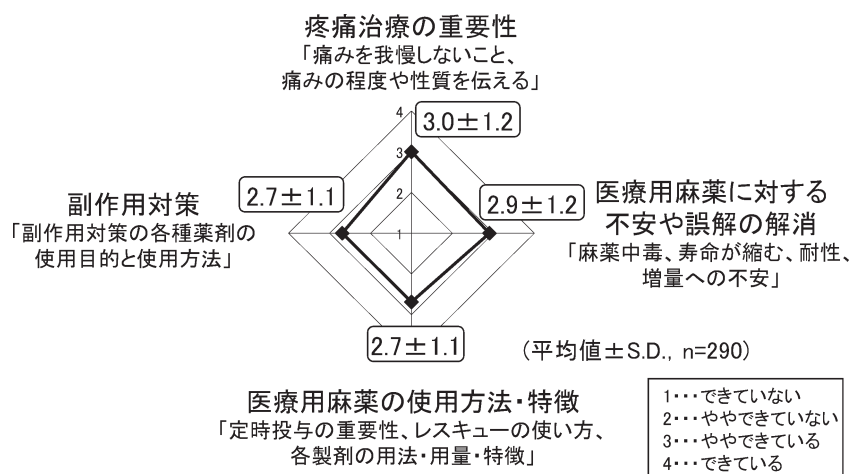 疼痛治療の重要性
「痛みを我慢しないこと、
痛みの程度や性質を伝える」
4
3.0±1.2
3
2.7±1.1
2
2.9±1.2
1
副作用対策
「副作用対策の各種薬剤の
使用目的と使用方法」
医療用麻薬に対する
不安や誤解の解消
「麻薬中毒、寿命が縮む、耐性、
増量への不安」
2.7±1.1
(平均値±S.D., n=290)
医療用麻薬の使用方法・特徴
「定時投与の重要性、レスキューの使い方、
各製剤の用法・用量・特徴」
1・・・できていない
2・・・ややできていない
3・・・ややできている
4・・・できている